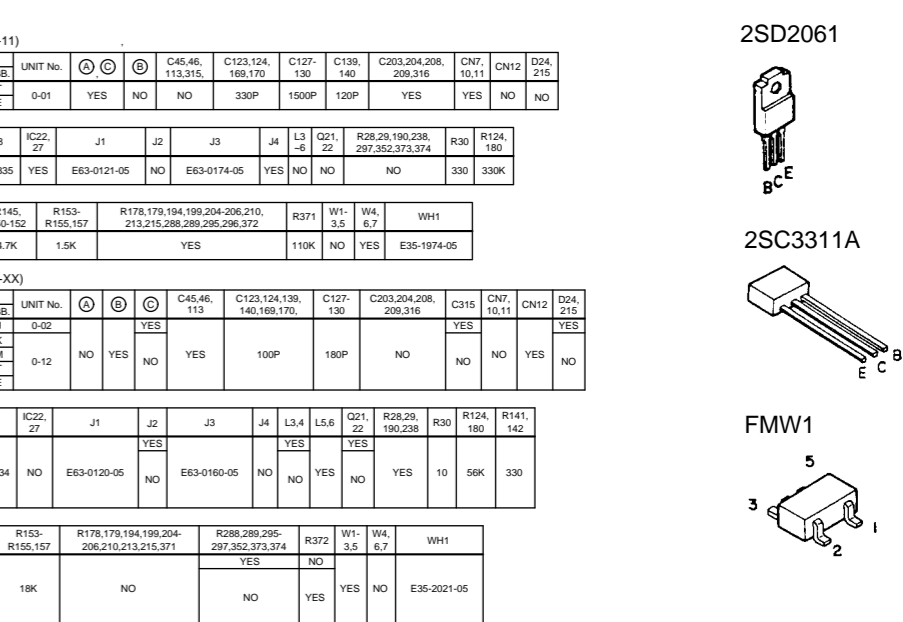 -11)
UNIT No. Ⓐ,Ⓒ Ⓑ C45,46, 113,315, C123,124, 169,170 C127- 130 C139, 140 C203,204,208, 209,316 CN7, 10,11 CN12 D24, 215
0-01 YES NO NO 330P 1500P 120P YES YES NO NO
IC22, 27 J1 J2 J3 J4 L3 ~6 Q21, 22 R28,29,190,238, 297,352,373,374 R30 R124, 180
335 YES E63-0121-05 NO E63-0174-05 YES NO NO NO 330 330K
R145, R153- R155,157 R178,179,194,199,204-206,210, 213,215,288,289,295,296,372 R371 W1- 3,5 W4, 6,7 WH1
1.5K YES 110K NO YES E35-1974-05
-XX)
UNIT No. Ⓐ Ⓑ Ⓒ C45,46, 113 C123,124,139, 140,169,170, C127- 130 C203,204,208, 209,316 C315 CN7, 10,11 CN12 D24, 215
0-02 YES YES YES
0-12 NO YES NO YES 100P 180P NO NO NO YES NO
IC22, 27 J1 J2 J3 J4 L3,4 L5,6 Q21, 22 R28,29, 190,238 R30 R124, 180 R141, 142
YES YES YES
34 NO E63-0120-05 NO E63-0160-05 NO NO YES NO YES 10 56K 330
R153- R155,157 R178,179,194,199,204- 206,210,213,215,371 R288,289,295- 297,352,373,374 R372 W1- 3,5 W4, 6,7 WH1
YES NO
18K NO NO YES YES NO E35-2021-05
2SD2061
B C E
2SC3311A
E C B
FMW1
5
3
1
2